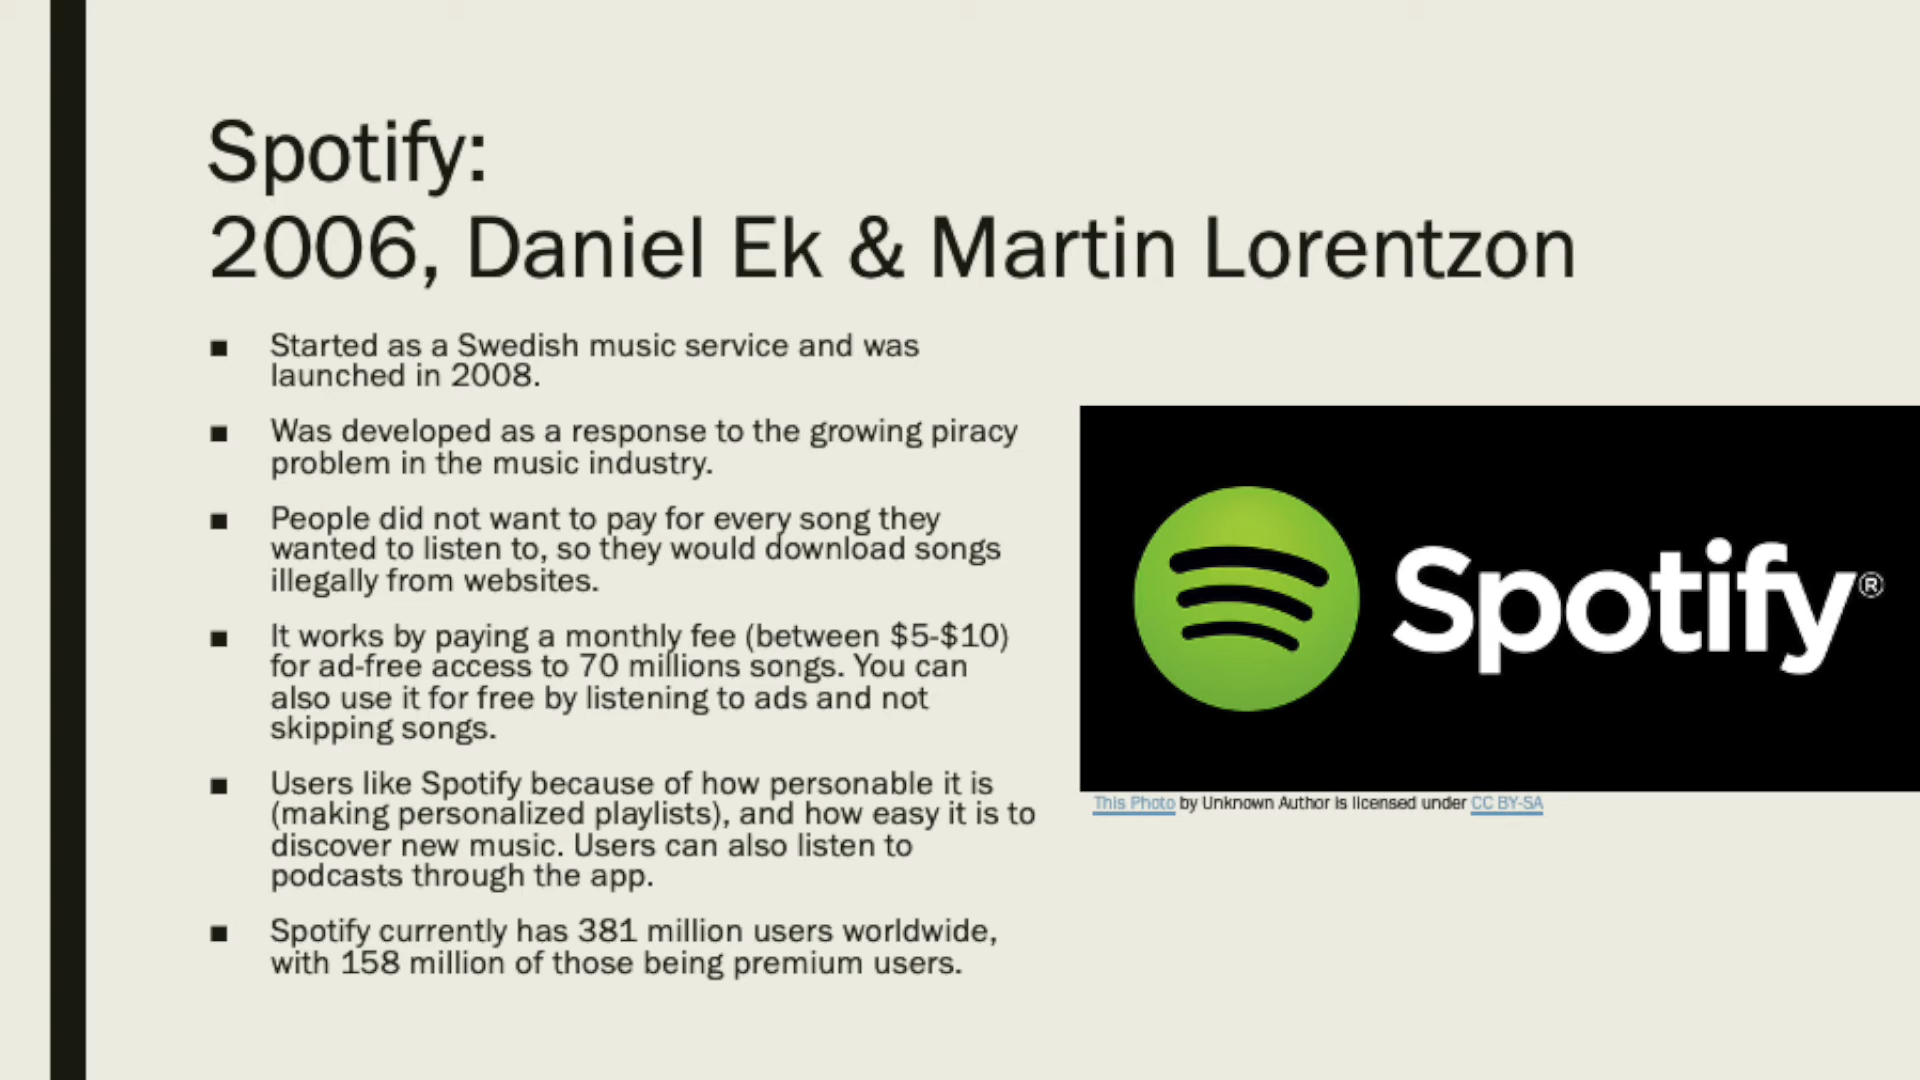 Spotify:
2006, Daniel Ek & Martin Lorentzon
■ Started as a Swedish music service and was
launched in 2008.
■ Was developed as a response to the growing piracy
problem in the music industry.
■ People did not want to pay for every song they
wanted to listen to, so they would download songs
illegally from websites.
■ It works by paying a monthly fee (between $5-$10)
for ad-free access to 70 millions songs. You can
also use it for free by listening to ads and not
skipping songs.
■ Users like Spotify because of how personable it is
(making personalized playlists), and how easy it is to
discover new music. Users can also listen to
podcasts through the app.
■ Spotify currently has 381 million users worldwide,
with 158 million of those being premium users.
Spotify®
This Photo by Unknown Author is licensed under CC BY-SA